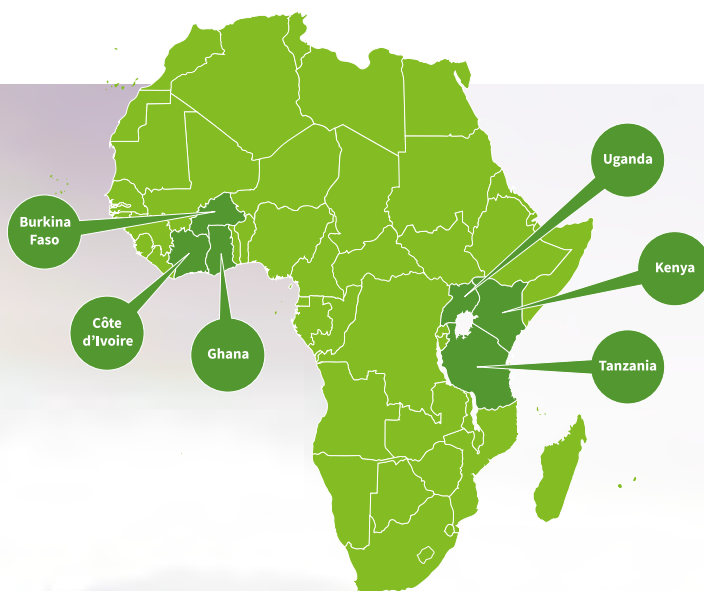 Uganda
Burkina
Faso
Kenya
Côte
d’Ivoire
Ghana
Tanzania